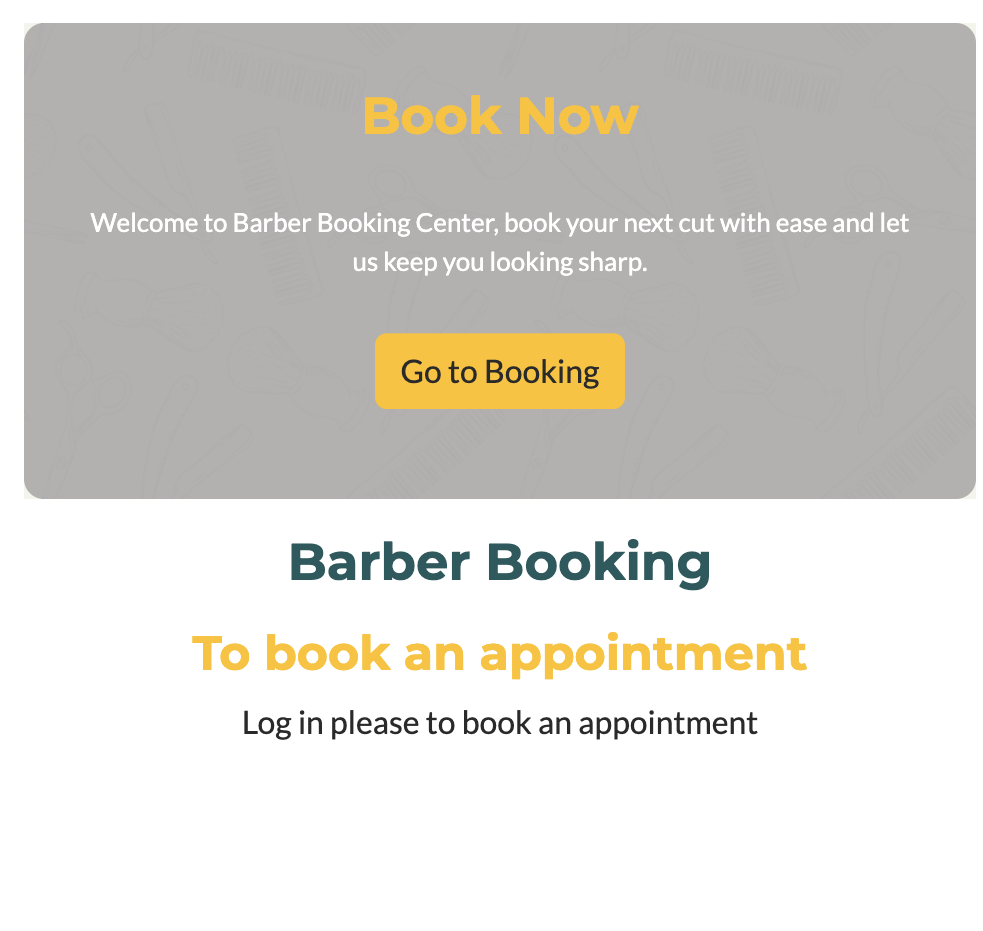 Book Now
Welcome to Barber Booking Center, book your next cut with ease and let
us keep you looking sharp.
Go to Booking
Barber Booking
To book an appointment
Log in please to book an appointment